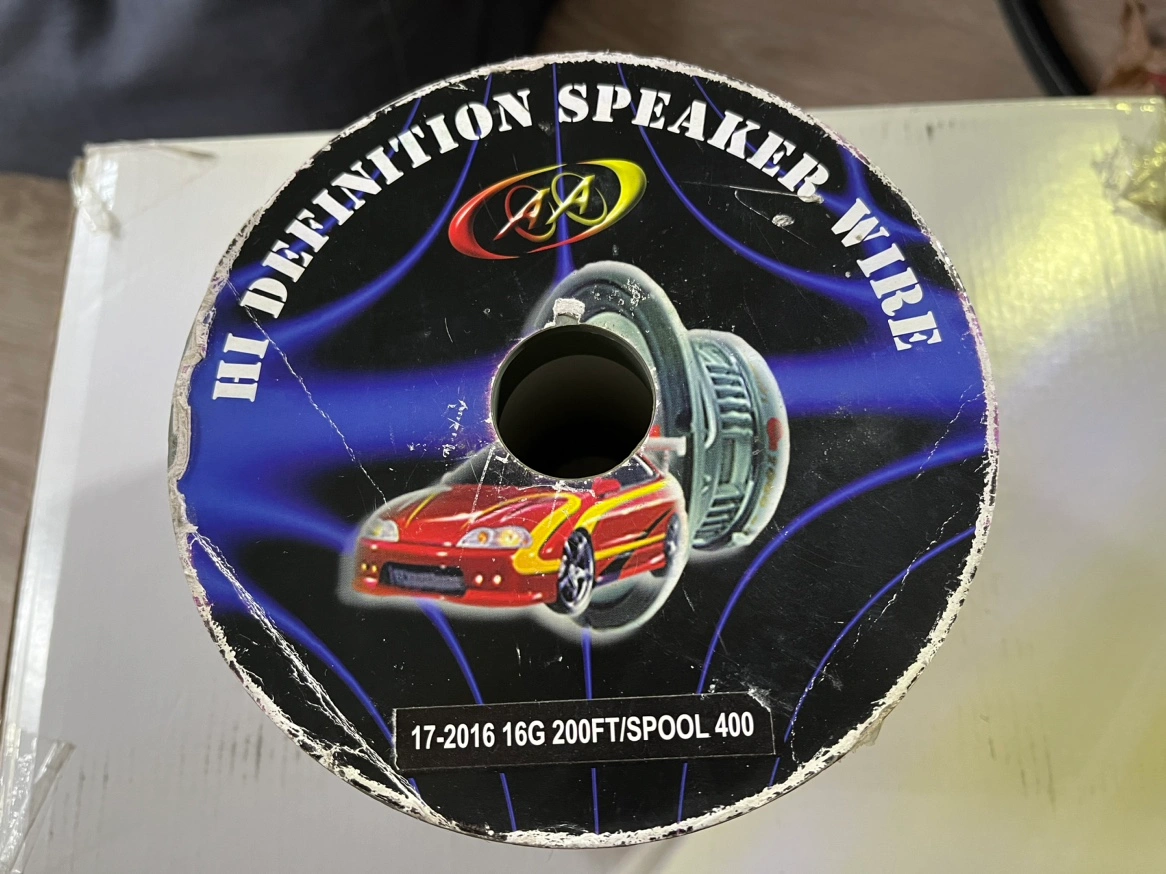 HI DEFINITION SPEAKER WIRE
AA
17-2016 16G 200FT/SPOOL 400